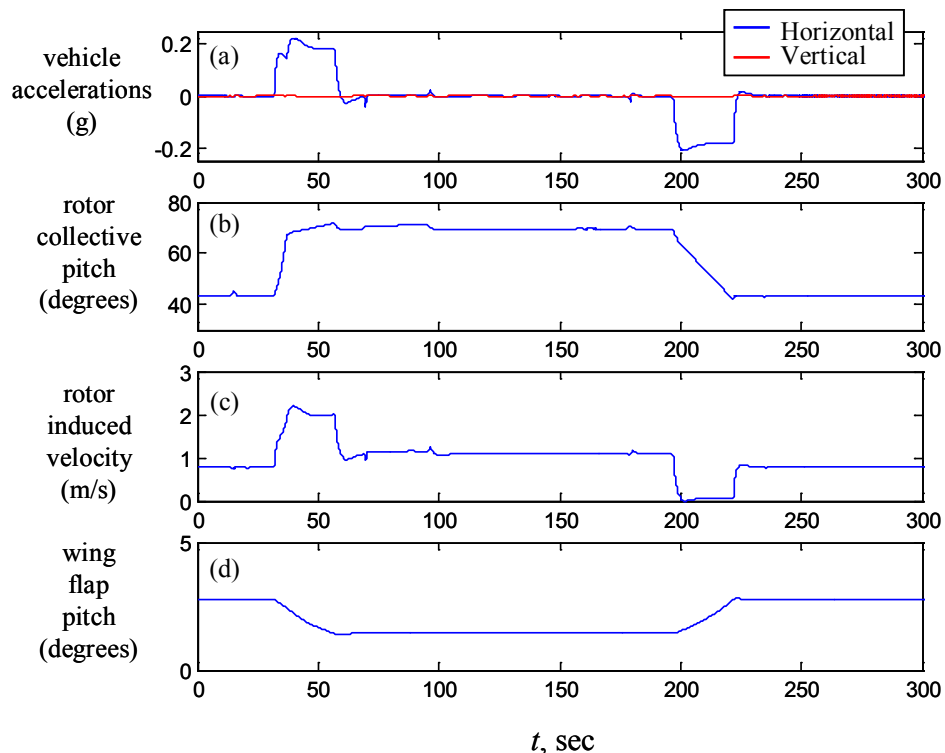 Horizontal
Vertical
vehicle
accelerations
(g)
(a)
0.2
0
-0.2
0 50 100 150 200 250 300
rotor
collective
pitch
(degrees)
(b)
80
60
40
0 50 100 150 200 250 300
rotor
induced
velocity
(m/s)
(c)
3
2
1
0
0 50 100 150 200 250 300
wing
flap
pitch
(degrees)
(d)
5
0
0 50 100 150 200 250 300
t, sec